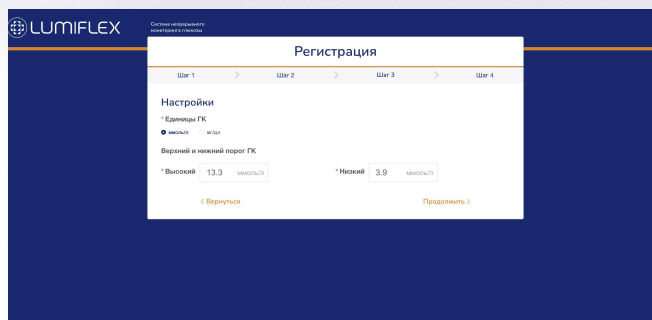 LUMIFLEX
Система непрерывного
мониторинга глюкозы
Регистрация
Шаг 1 > Шаг 2 > Шаг 3 > Шаг 4
Настройки
* Единицы ГК
ммоль/л мг/дл
Верхний и нижний порог ГК
* Высокий 13.3 ммоль/л * Низкий 3.9 ммоль/л
< Вернуться Продолжить >